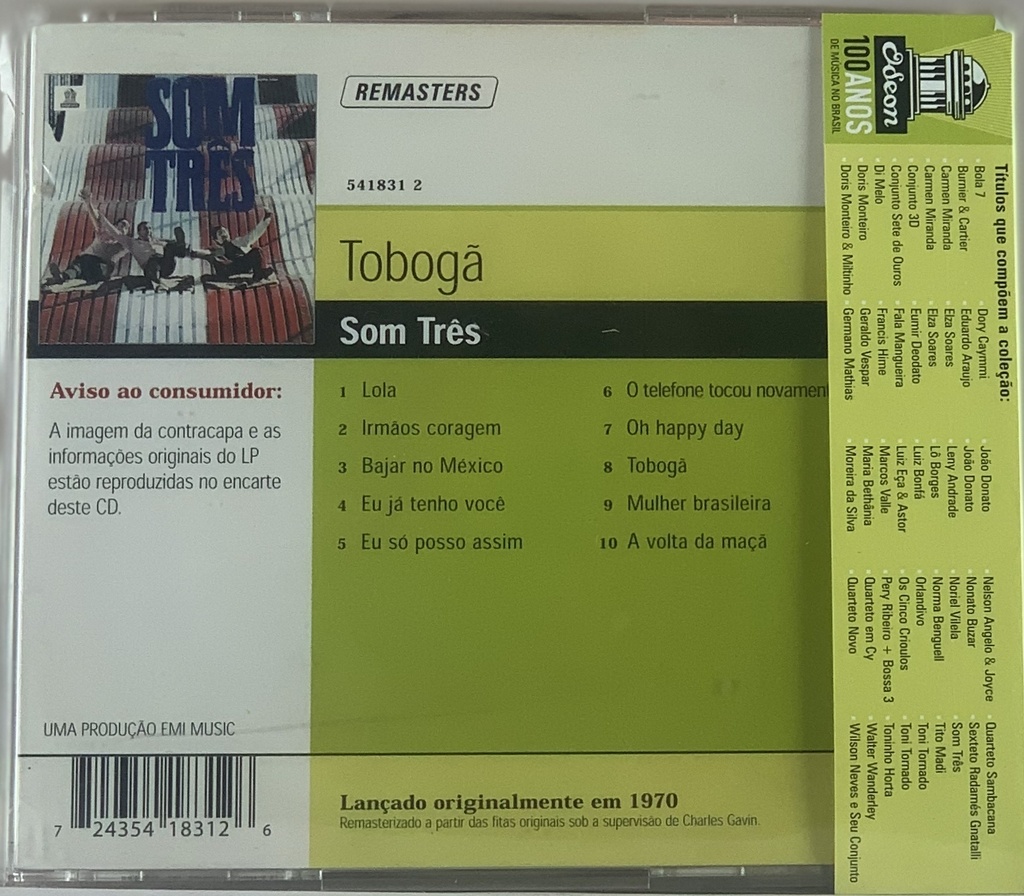 SOM
TRÊS
REMASTERS
541831 2
Tobogã
Som Três
Aviso ao consumidor:
A imagem da contracapa e as
informações originais do LP
estão reproduzidas no encarte
deste CD.
1 Lola
2 Irmãos coragem
3 Bajar no México
4 Eu já tenho você
5 Eu só posso assim
6 O telefone tocou novamen
7 Oh happy day
8 Tobogã
9 Mulher brasileira
10 A volta da maçã
UMA PRODUÇÃO EMI MUSIC
7 24354 18312 6
Lançado originalmente em 1970
Remasterizado a partir das fitas originais sob a supervisão de Charles Gavin.
Odeon
100 ANOS
DE MÚSICA NO BRASIL
Títulos que compõem a coleção:
• Bola 7
• Burnier & Cartier
• Carmen Miranda
• Carmen Miranda
• Conjunto 3D
• Conjunto Sete de Ouros
• Di Melo
• Doris Monteiro
• Doris Monteiro & Miltinho
• Dory Caymmi
• Eduardo Araujo
• Elza Soares
• Elza Soares
• Eumir Deodato
• Fala Mangueira
• Francis Hime
• Geraldo Vespar
• Germano Mathias
• João Donato
• João Donato
• Leny Andrade
• Lô Borges
• Luiz Bonfá
• Luiz Eça & Astor
• Marcos Valle
• Maria Bethânia
• Moreira da Silva
• Nelson Angelo & Joyce
• Nonato Buzar
• Noriel Vilela
• Norma Benguell
• Orlandivo
• Os Cinco Crioulos
• Pery Ribeiro + Bossa 3
• Quarteto em Cy
• Quarteto Novo
• Quarteto Sambacana
• Sexteto Radamés Gnatalli
• Som Três
• Tito Madi
• Toni Tornado
• Toni Tornado
• Toninho Horta
• Walter Wanderley
• Wilson Neves e Seu Conjunto